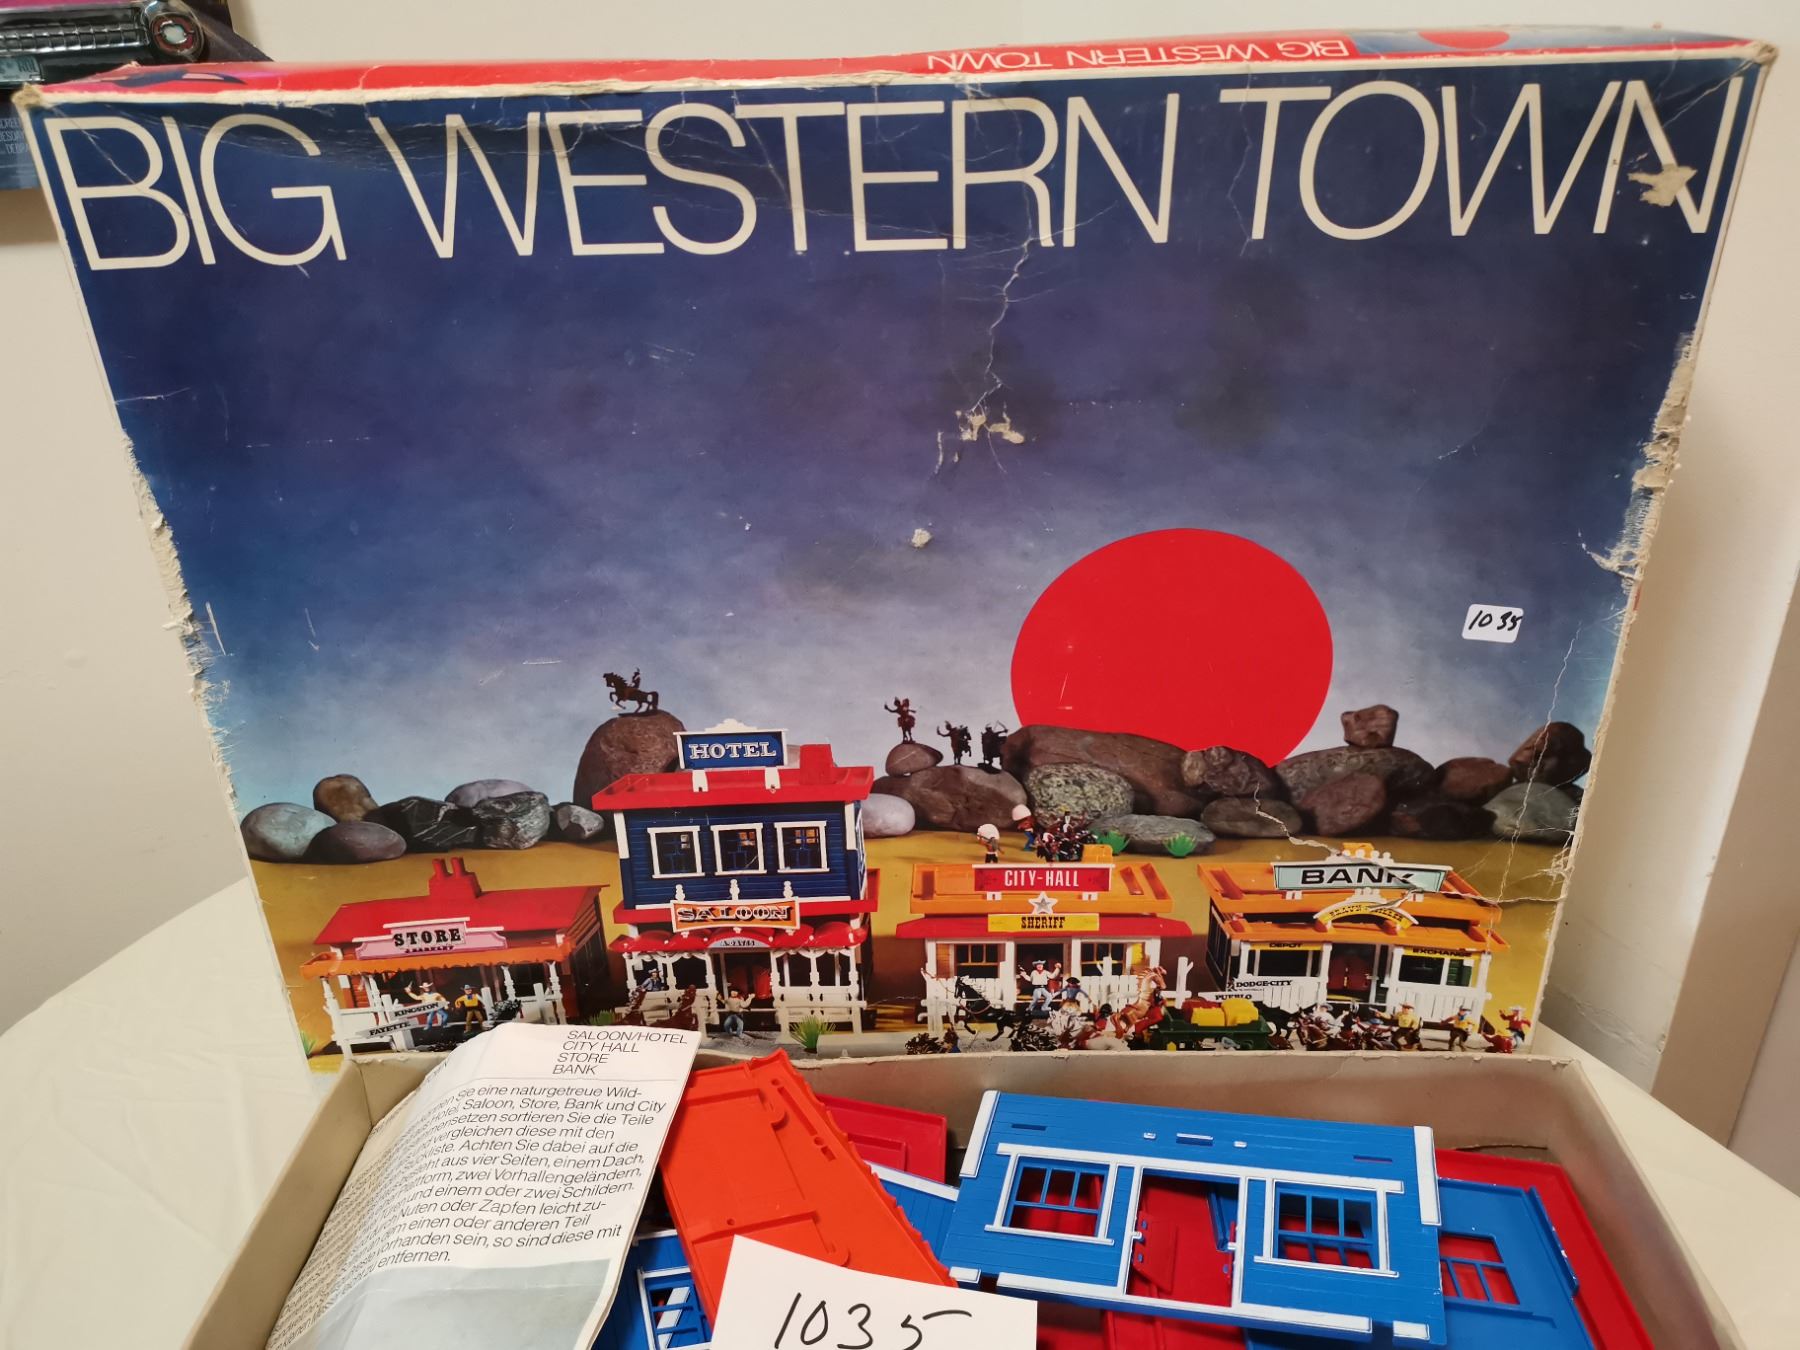 BIG WESTERN TOWN
BIG WESTERN TOWN
1035
HOTEL
SALOON
CITY-HALL
SHERIFF
BANK
STORE
DEPOT
EXCHANGE
DODGE-CITY
PUEBLO
KINGSTON
FAYETTE
SALOON/HOTEL
CITY HALL
STORE
BANK
Sie eine naturgetreue Wild-
Hotel, Saloon, Store, Bank und City
sortieren Sie die Teile
vergleichen diese mit den
Achten Sie dabei auf die
aus vier Seiten, einem Dach,
zwei Vorhallengeländern,
und einem oder zwei Schildern.
Nuten oder Zapfen leicht zu-
einen oder anderen Teil
vorhanden sein, so sind diese mit
zu entfernen.
1035